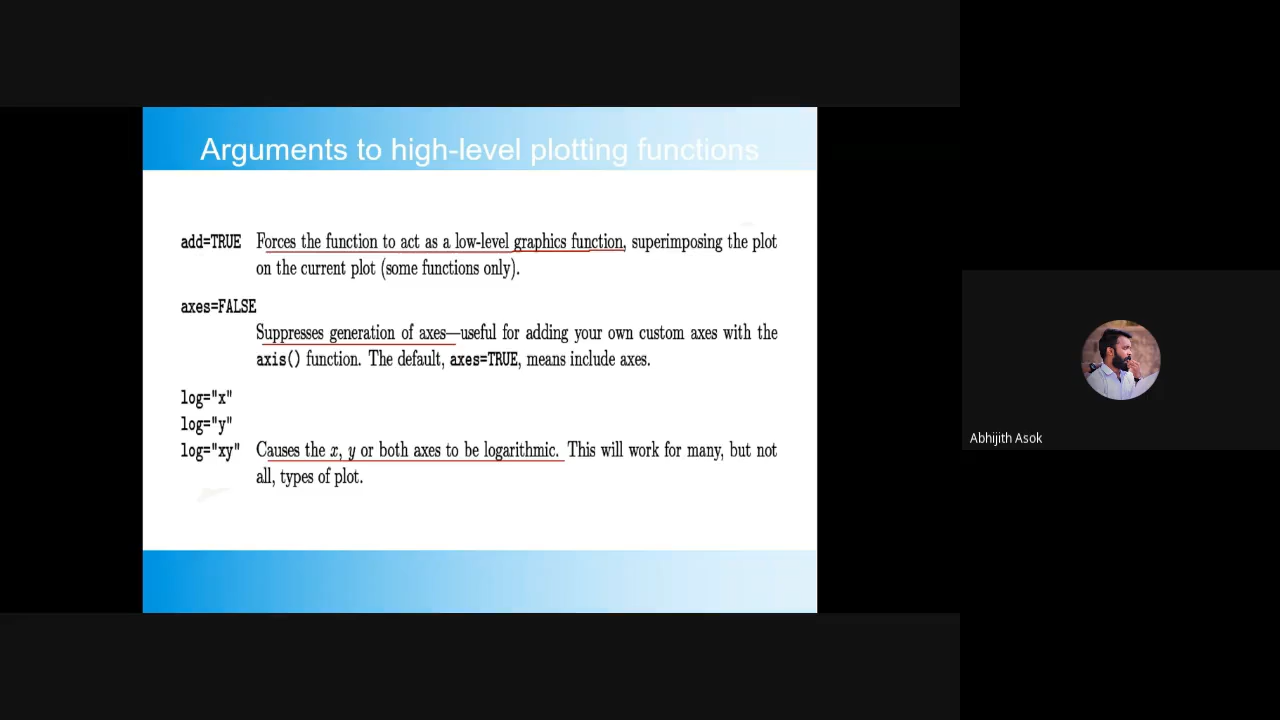 Arguments to high-level plotting functions
add=TRUE Forces the function to act as a low-level graphics function, superimposing the plot
on the current plot (some functions only).
axes=FALSE
Suppresses generation of axes—useful for adding your own custom axes with the
axis() function. The default, axes=TRUE, means include axes.
log="x"
log="y"
log="xy" Causes the x, y or both axes to be logarithmic. This will work for many, but not
all, types of plot.
Abhijith Asok